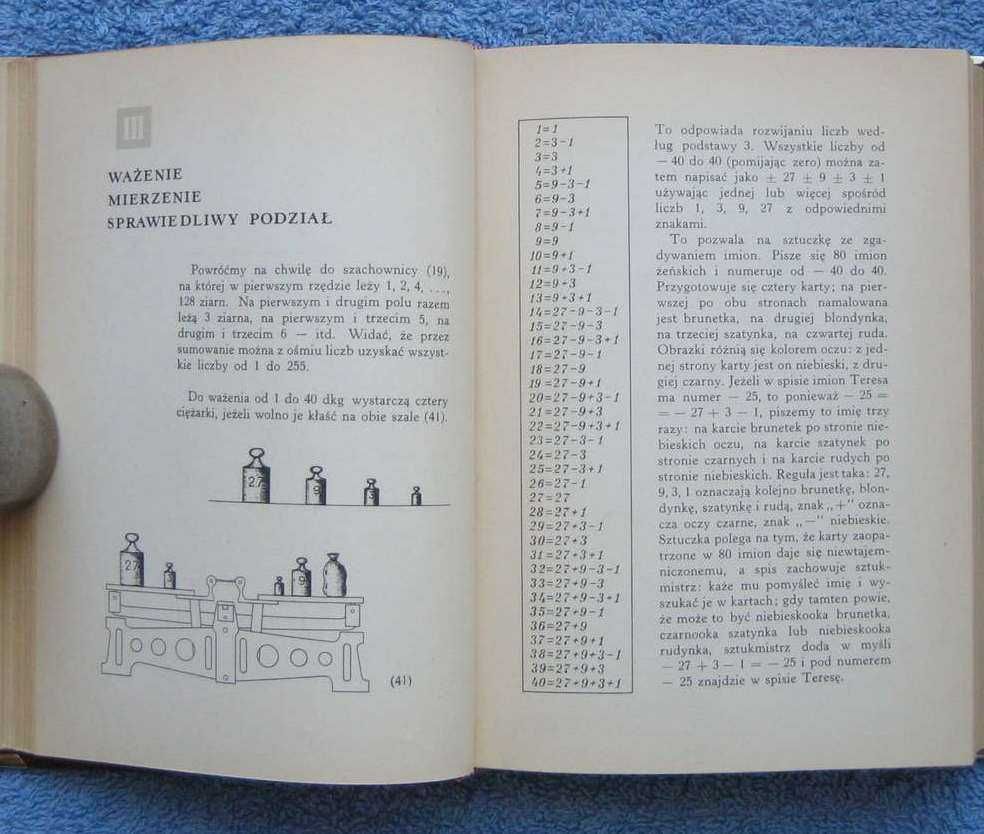 III
WAŻENIE
MIERZENIE
SPRAWIEDLIWY PODZIAŁ
Powróćmy na chwilę do szachownicy (19),
na której w pierwszym rzędzie leży 1, 2, 4, ...,
128 ziarn. Na pierwszym i drugim polu razem
leżą 3 ziarna, na pierwszym i trzecim 5, na
drugim i trzecim 6 — itd. Widać, że przez
sumowanie można z ośmiu liczb uzyskać wszyst-
kie liczby od 1 do 255.
Do ważenia od 1 do 40 dkg wystarczą cztery
ciężarki, jeżeli wolno je kłaść na obie szale (41).
27
9
3
1
27
3
1
9
(41)
1=1
2=3-1
3=3
4=3+1
5=9-3-1
6=9-3
7=9-3+1
8=9-1
9=9
10=9+1
11=9+3-1
12=9+3
13=9+3+1
14=27-9-3-1
15=27-9-3
16=27-9-3+1
17=27-9-1
18=27-9
19=27-9+1
20=27-9+3-1
21=27-9+3
22=27-9+3+1
23=27-3-1
24=27-3
25=27-3+1
26=27-1
27=27
28=27+1
29=27+3-1
30=27+3
31=27+3+1
32=27+9-3-1
33=27+9-3
34=27+9-3+1
35=27+9-1
36=27+9
37=27+9+1
38=27+9+3-1
39=27+9+3
40=27+9+3+1
To odpowiada rozwijaniu liczb wed-
ług podstawy 3. Wszystkie liczby od
— 40 do 40 (pomijając zero) można za-
tem napisać jako ± 27 ± 9 ± 3 ± 1
używając jednej lub więcej spośród
liczb 1, 3, 9, 27 z odpowiednimi
znakami.
To pozwala na sztuczkę ze zga-
dywaniem imion. Pisze się 80 imion
żeńskich i numeruje od — 40 do 40.
Przygotowuje się cztery karty; na pier-
wszej po obu stronach namalowana
jest brunetka, na drugiej blondynka,
na trzeciej szatynka, na czwartej ruda.
Obrazki różnią się kolorem oczu: z jed-
nej strony karty jest on niebieski, z dru-
giej czarny. Jeżeli w spisie imion Teresa
ma numer — 25, to ponieważ — 25 =
= — 27 + 3 — 1, piszemy to imię trzy
razy: na karcie brunetek po stronie nie-
bieskich oczu, na karcie szatynek po
stronie czarnych i na karcie rudych po
stronie niebieskich. Reguła jest taka: 27,
9, 3, 1 oznaczają kolejno brunetkę, blon-
dynkę, szatynkę i rudą, znak „+" ozna-
cza oczy czarne, znak „—" niebieskie.
Sztuczka polega na tym, że karty zaopa-
trzone w 80 imion daje się niewtajem-
niczonemu, a spis zachowuje sztuk-
mistrz: każe mu pomyśleć imię i wy-
szukać je w kartach; gdy tamten powie,
że może to być niebieskooka brunetka,
czarnooka szatynka lub niebieskooka
rudynka, sztukmistrz doda w myśli
— 27 + 3 — 1 = — 25 i pod numerem
— 25 znajdzie w spisie Teresę.